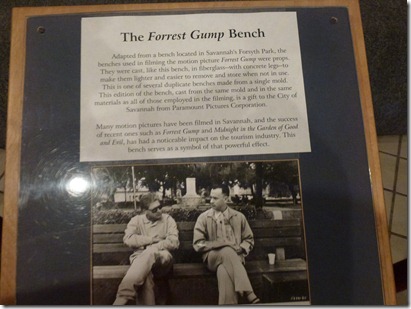 The Forrest Gump Bench
Adapted from a bench located in Savannah's Forsyth Park, the
benches used in filming the motion picture Forrest Gump were props.
They were cast, like this bench, in fiberglass--with concrete legs--to
make them lighter and easier to remove and store when not in use.
This is one of several duplicate benches made from a single mold.
This edition of the bench, cast from the same mold and in the same
materials as all of those employed in the filming, is a gift to the City of
Savannah from Paramount Pictures Corporation.
Many motion pictures have been filmed in Savannah, and the success
of recent ones such as Forrest Gump and Midnight in the Garden of Good
and Evil, has had a noticeable impact on the tourism industry. This
bench serves as a symbol of that powerful effect.